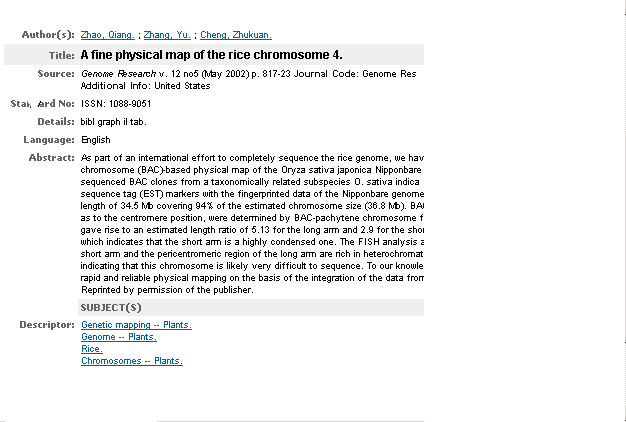 Author(s): Zhao, Qiang. ; Zhang, Yu. ; Cheng, Zhukuan.
Title: A fine physical map of the rice chromosome 4.
Source: Genome Research v. 12 no5 (May 2002) p. 817-23 Journal Code: Genome Res
Additional Info: United States
No: ISSN: 1088-9051
Details: bibl graph il tab.
Language: English
Abstract: As part of an international effort to completely sequence the rice genome, we hav
chromosome (BAC)-based physical map of the Oryza sativa japonica Nipponbare
sequenced BAC clones from a taxonomically related subspecies O. sativa indica
sequence tag (EST) markers with the fingerprinted data of the Nipponbare genome
length of 34.5 Mb covering 94% of the estimated chromosome size (36.8 Mb). BA
as to the centromere position, were determined by BAC-pachytene chromosome f
gave rise to an estimated length ratio of 5.13 for the long arm and 2.9 for the shor
which indicates that the short arm is a highly condensed one. The FISH analysis a
short arm and the pericentromeric region of the long arm are rich in heterochromat
indicating that this chromosome is likely very difficult to sequence. To our knowle
rapid and reliable physical mapping on the basis of the integration of the data from
Reprinted by permission of the publisher.
SUBJECT(S)
Descriptor: Genetic mapping -- Plants.
Genome -- Plants.
Rice.
Chromosomes -- Plants.